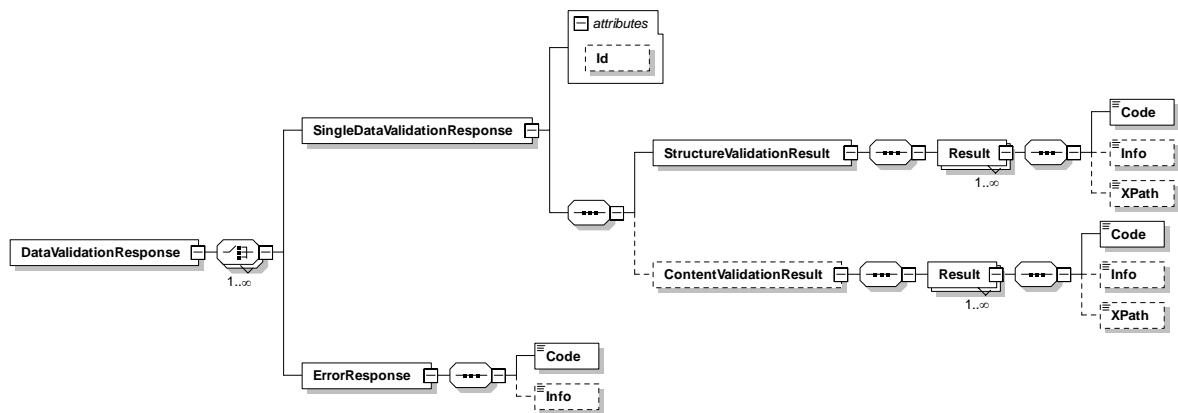 attributes
Id
SingleDataValidationResponse
Code
StructureValidationResult
Result
Info
1..∞
XPath
DataValidationResponse
1..∞
Code
ContentValidationResult
Result
Info
1..∞
XPath
ErrorResponse
Code
Info